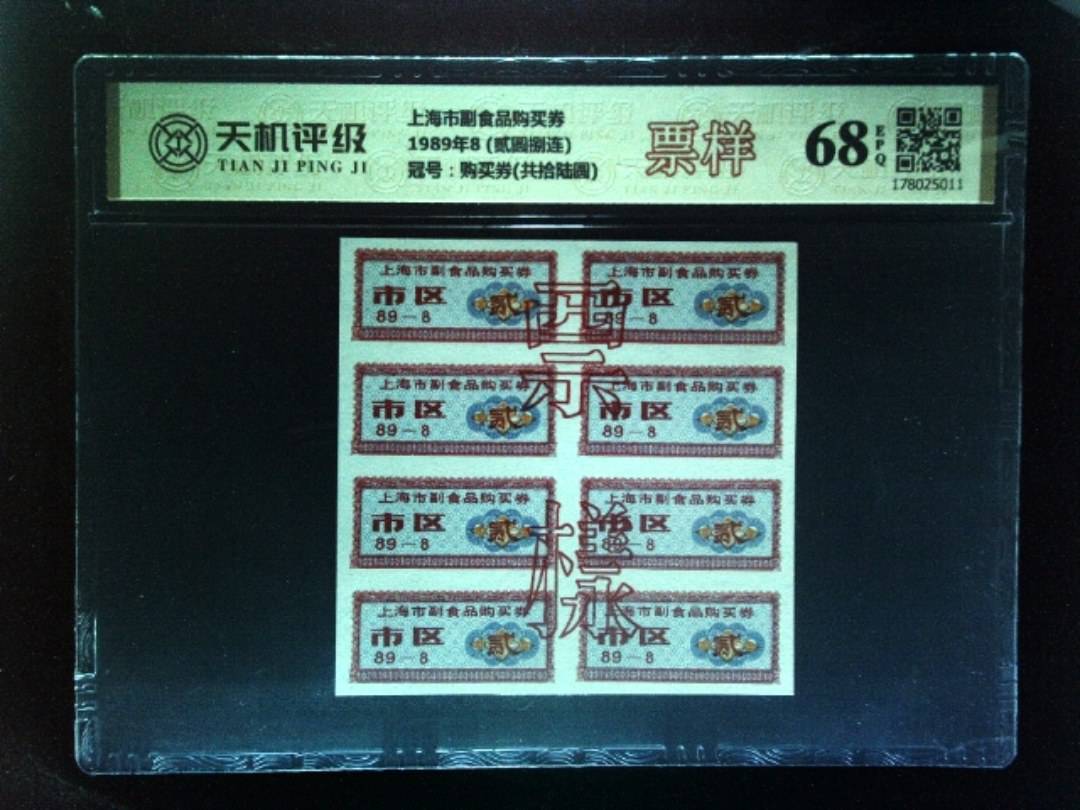 天机评级
TIAN JI PING JI
上海市副食品购买券
1989年8 (贰圆捌连)
冠号：购买券(共拾陆圆)
票样
68
EPQ
178025011
上海市副食品购买券 上海市副食品购买券
市区 贰 市区 贰
89-8 89-8
上海市副食品购买券 上海市副食品购买券
市区 贰 市区 贰
89-8 89-8
上海市副食品购买券 上海市副食品购买券
市区 贰 市区 贰
89-8 89-8
上海市副食品购买券 上海市副食品购买券
市区 贰 市区 贰
89-8 89-8
票樣